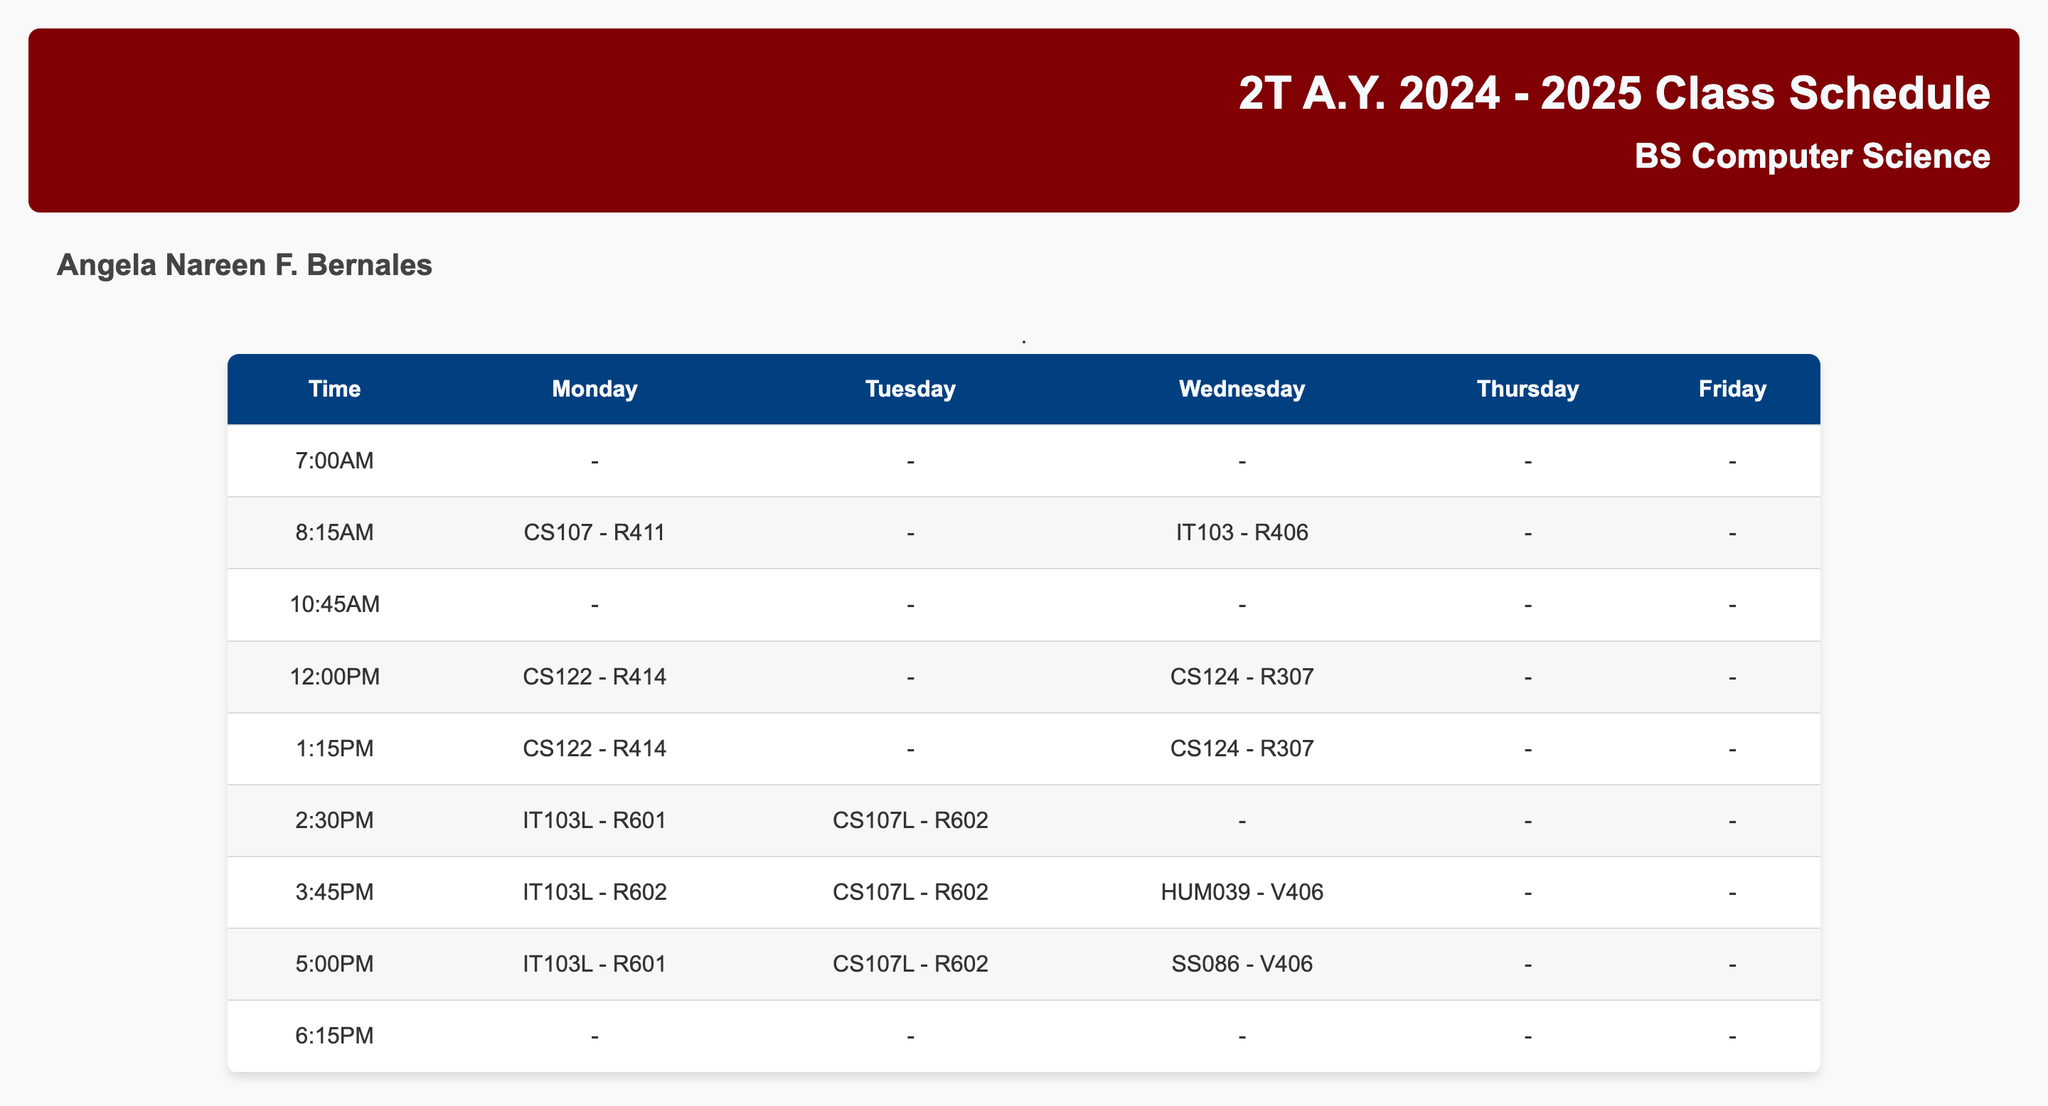 2T A.Y. 2024 - 2025 Class Schedule
BS Computer Science
Angela Nareen F. Bernales
.
Time Monday Tuesday Wednesday Thursday Friday
7:00AM - - - - -
8:15AM CS107 - R411 - IT103 - R406 - -
10:45AM - - - - -
12:00PM CS122 - R414 - CS124 - R307 - -
1:15PM CS122 - R414 - CS124 - R307 - -
2:30PM IT103L - R601 CS107L - R602 - - -
3:45PM IT103L - R602 CS107L - R602 HUM039 - V406 - -
5:00PM IT103L - R601 CS107L - R602 SS086 - V406 - -
6:15PM - - - - -